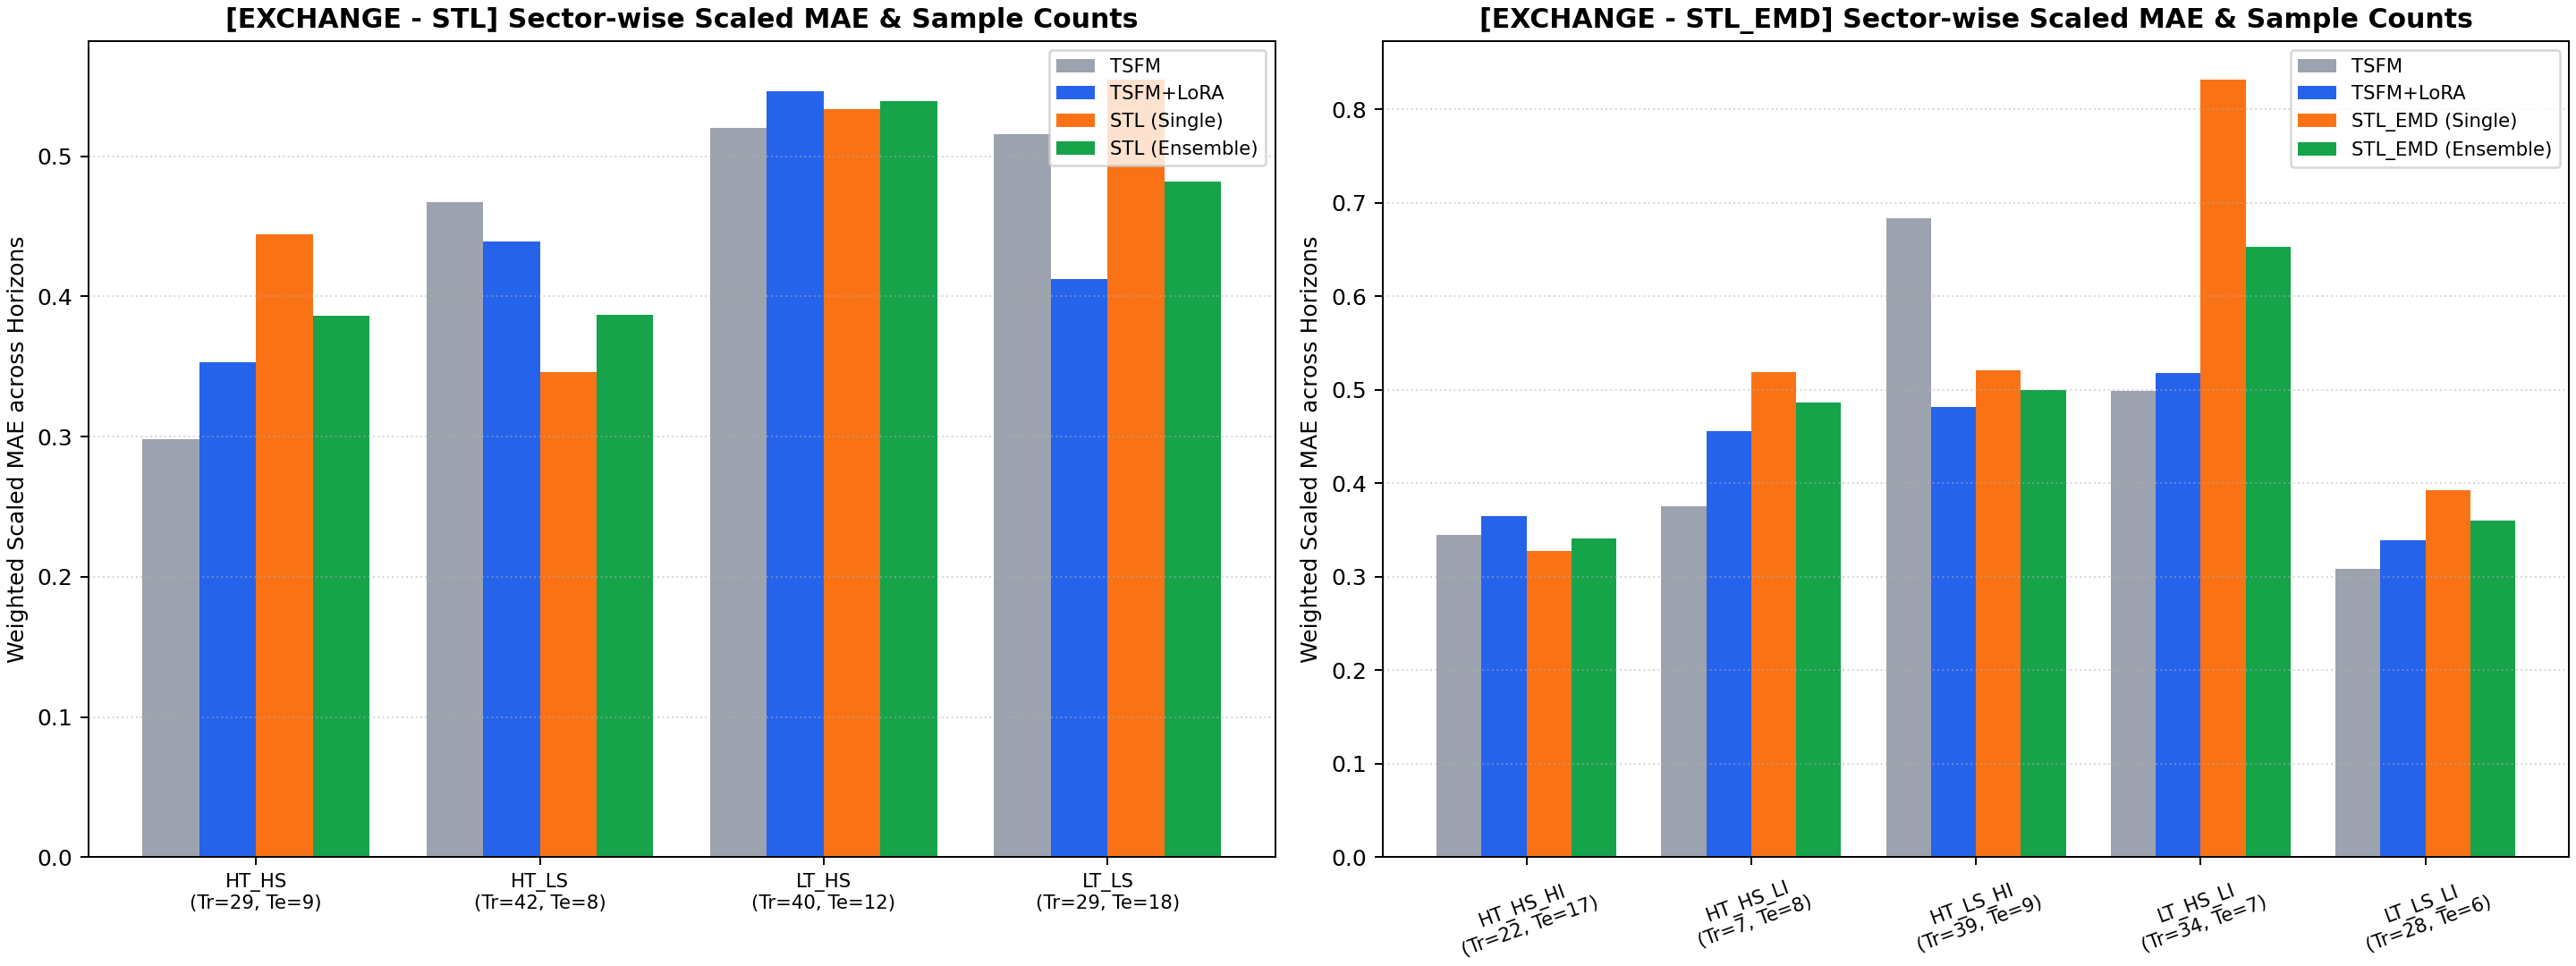 [EXCHANGE - STL] Sector-wise Scaled MAE & Sample Counts
Weighted Scaled MAE across Horizons
0.5
0.4
0.3
0.2
0.1
0.0
TSFM
TSFM+LoRA
STL (Single)
STL (Ensemble)
HT_HS
(Tr=29, Te=9)
HT_LS
(Tr=42, Te=8)
LT_HS
(Tr=40, Te=12)
LT_LS
(Tr=29, Te=18)
[EXCHANGE - STL_EMD] Sector-wise Scaled MAE & Sample Counts
Weighted Scaled MAE across Horizons
0.8
0.7
0.6
0.5
0.4
0.3
0.2
0.1
0.0
TSFM
TSFM+LoRA
STL_EMD (Single)
STL_EMD (Ensemble)
HT_HS_HI
(Tr=22, Te=17)
HT_HS_LI
(Tr=7, Te=8)
HT_LS_HI
(Tr=39, Te=9)
LT_HS_LI
(Tr=34, Te=7)
LT_LS_LI
(Tr=28, Te=6)